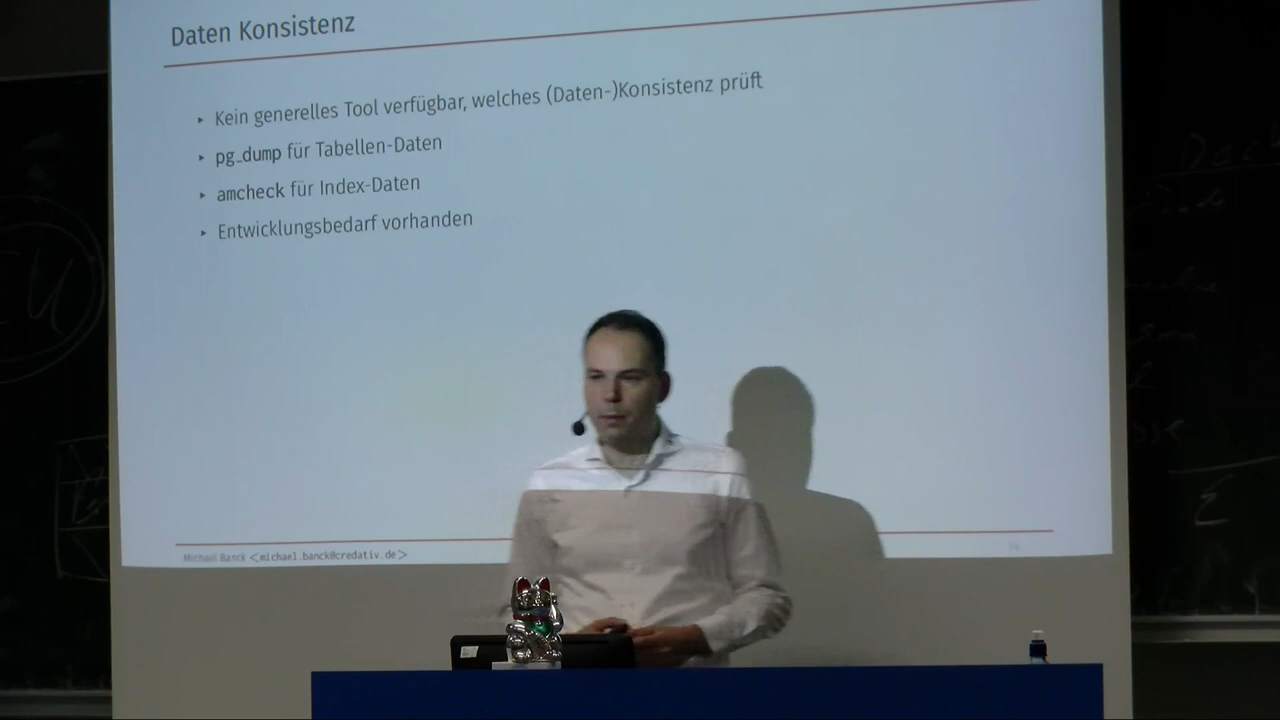 Daten Konsistenz
▸ Kein generelles Tool verfügbar, welches (Daten-)Konsistenz prüft
▸ pg_dump für Tabellen-Daten
▸ amcheck für Index-Daten
▸ Entwicklungsbedarf vorhanden
Michael Banck <michael.banck@credativ.de>